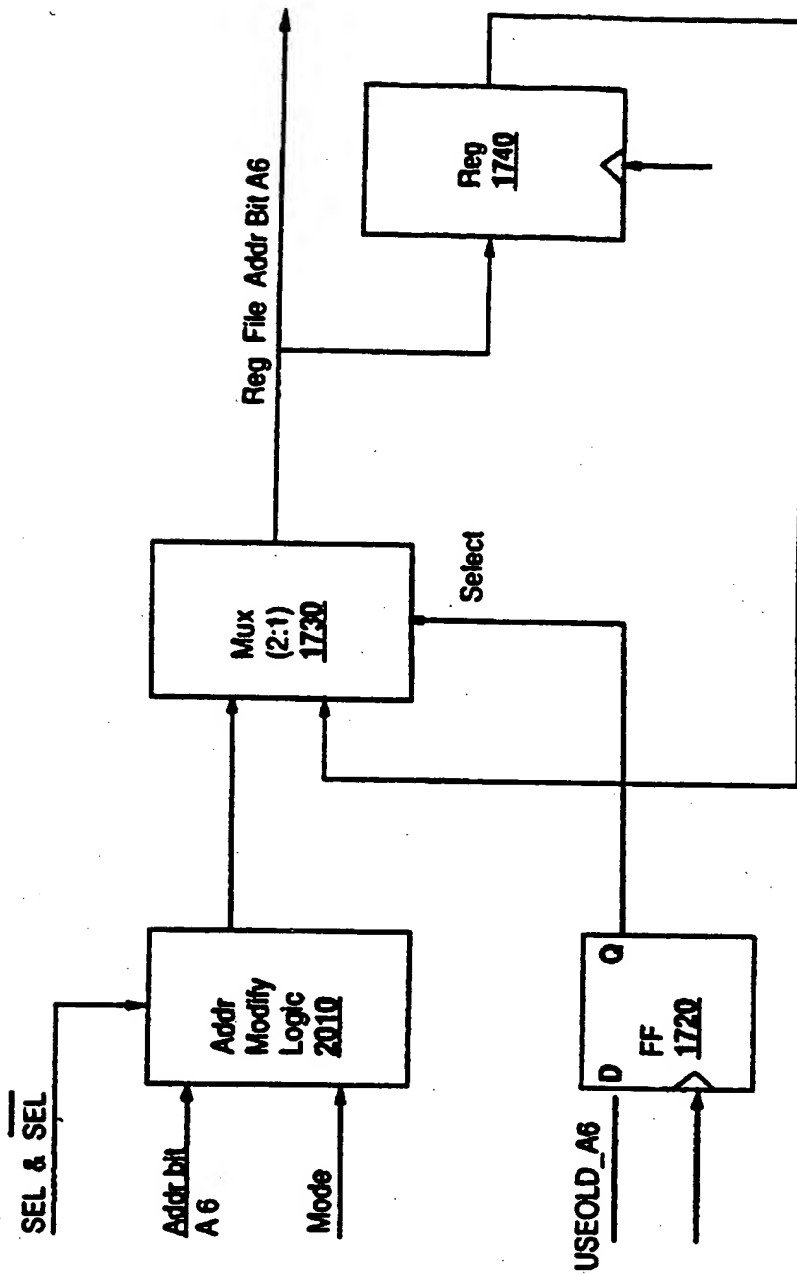 SEL & SEL
Addr bit
A 6
Mode
Addr
Modify
Logic
2010
USEOLD_A6
D
Q
FF
1720
Mux
(2:1)
1730
Select
Reg File Addr Bit A6
Reg
1740